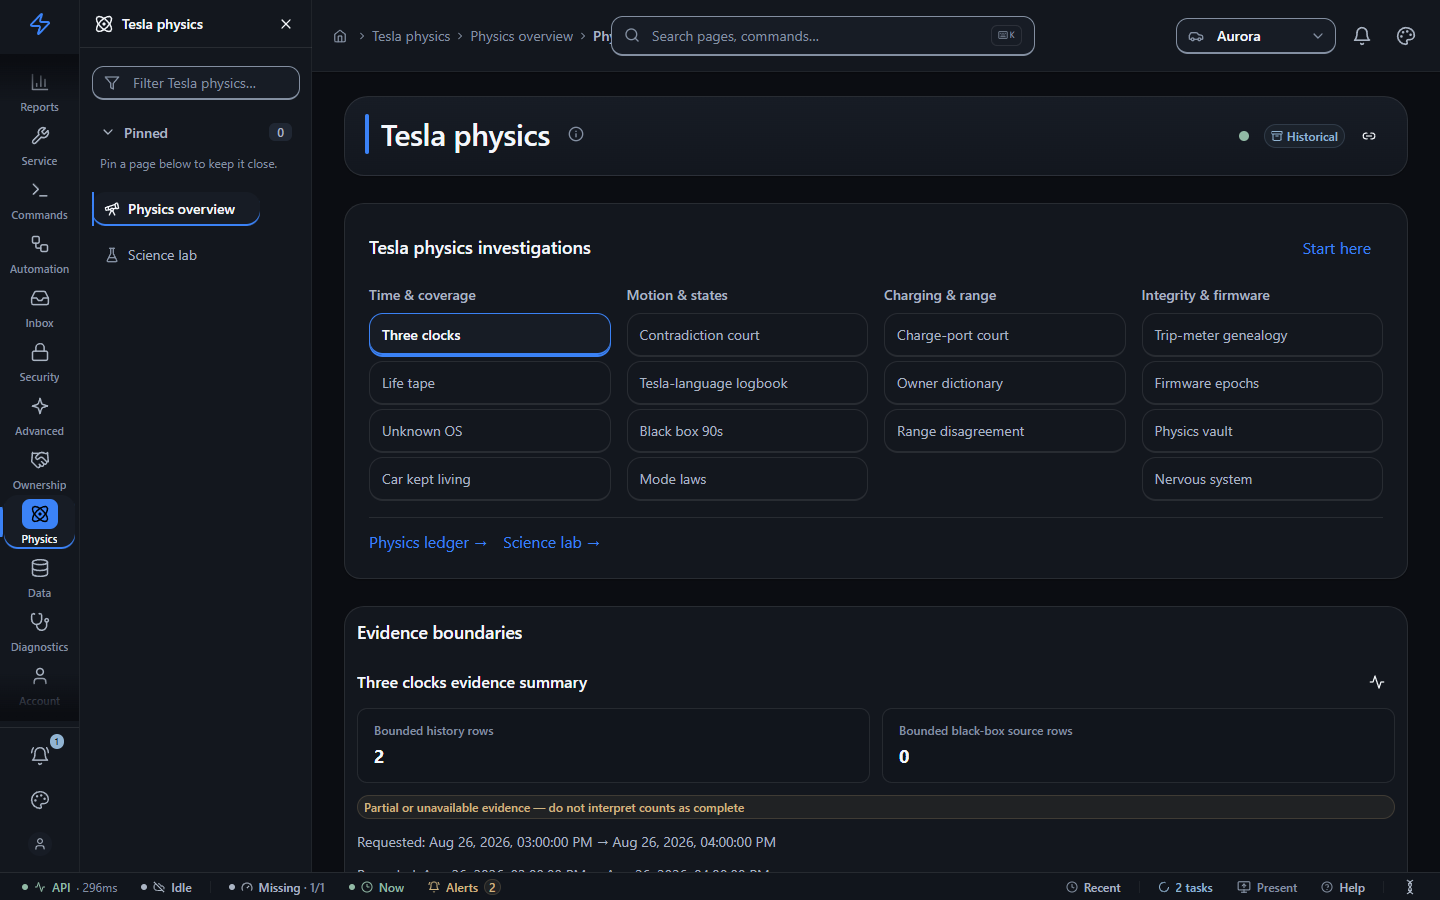 Tesla physics
Tesla physics
Physics overview
Search pages, commands...
K
Aurora
Reports
Service
Commands
Automation
Inbox
Security
Advanced
Ownership
Physics
Data
Diagnostics
Account
1
Filter Tesla physics...
Pinned
0
Pin a page below to keep it close.
Physics overview
Science lab
Tesla physics
Historical
Tesla physics investigations
Start here
Time & coverage
Three clocks
Life tape
Unknown OS
Car kept living
Motion & states
Contradiction court
Tesla-language logbook
Black box 90s
Mode laws
Charging & range
Charge-port court
Owner dictionary
Range disagreement
Integrity & firmware
Trip-meter genealogy
Firmware epochs
Physics vault
Nervous system
Physics ledger →
Science lab →
Evidence boundaries
Three clocks evidence summary
Bounded history rows
2
Bounded black-box source rows
0
Partial or unavailable evidence — do not interpret counts as complete
Requested: Aug 26, 2026, 03:00:00 PM → Aug 26, 2026, 04:00:00 PM
API · 296ms
Idle
Missing · 1/1
Now
Alerts 2
Recent
2 tasks
Present
Help